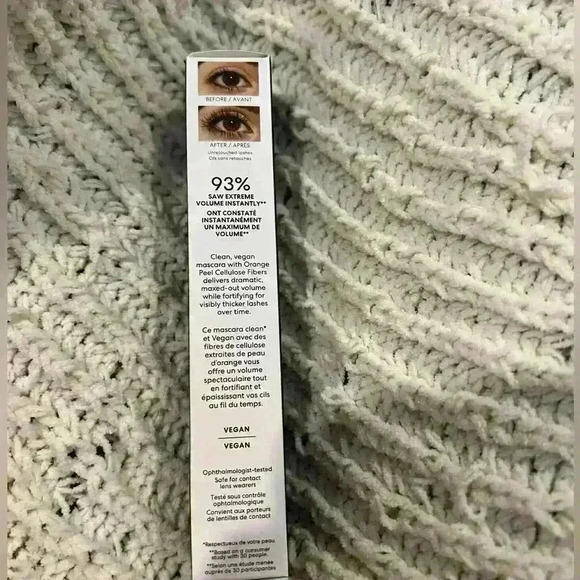 BEFORE / AVANT
AFTER / APRÈS
Unretouched lashes
Cils sans retouches
93%
SAW EXTREME
VOLUME INSTANTLY**
ONT CONSTATÉ
INSTANTANÉMENT
UN MAXIMUM DE
VOLUME**
Clean, vegan
mascara with Orange
Peel Cellulose Fibers
delivers dramatic,
maxed-out volume
while fortifying for
visibly thicker lashes
over time.
Ce mascara clean*
et Vegan avec des
fibres de cellulose
extraites de peau
d'orange vous
offre un volume
spectaculaire tout
en fortifiant et
épaississant vos cils
au fil du temps.
VEGAN
VEGAN
Ophthalmologist-tested
Safe for contact
lens wearers
Testé sous contrôle
ophtalmologique
Convient aux porteurs
de lentilles de contact
*Respectueux de votre peau.
**Based on a consumer
study with 30 people.
**Selon une étude menée
auprès de 30 participantes